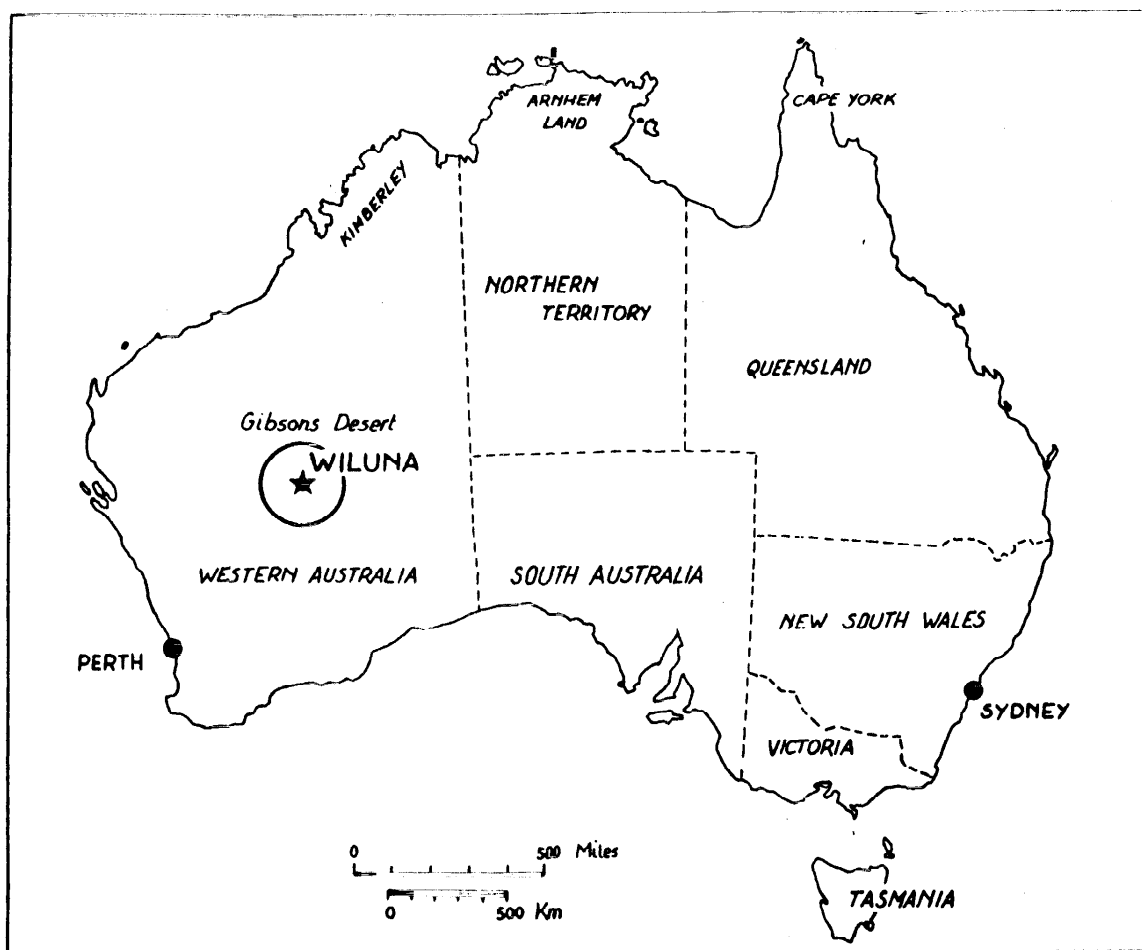 ARNHEM
LAND
CAPE YORK
KIMBERLEY
NORTHERN
TERRITORY
QUEENSLAND
Gibsons Desert
WILUNA
WESTERN AUSTRALIA
SOUTH AUSTRALIA
NEW SOUTH WALES
PERTH
SYDNEY
VICTORIA
0 500 Miles
0 500 Km
TASMANIA